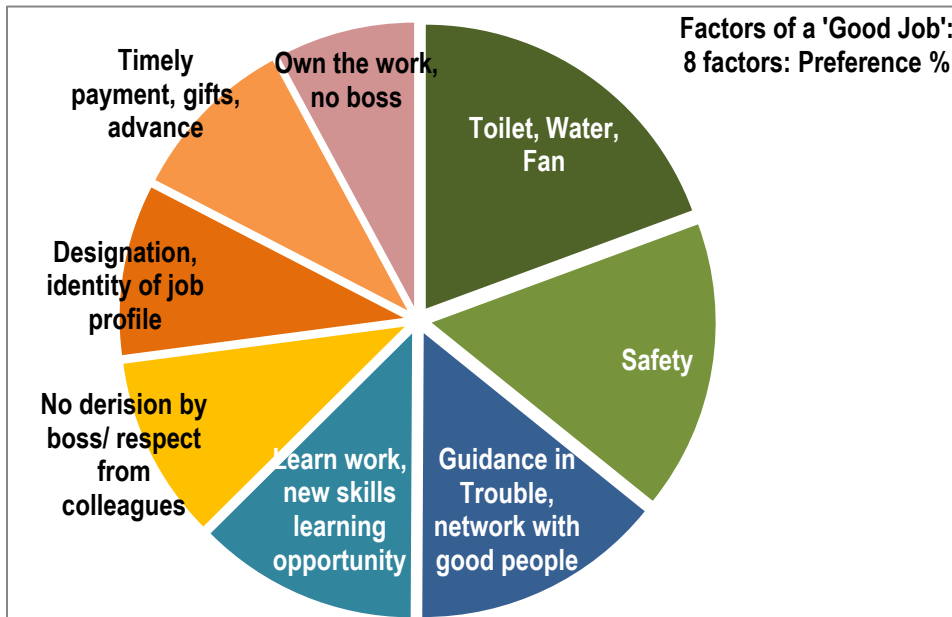 Factors of a 'Good Job':
8 factors: Preference %
Toilet, Water,
Fan
Safety
Guidance in
Trouble,
network with
good people
Learn work,
new skills
learning
opportunity
No derision by
boss/ respect
from
colleagues
Designation,
identity of job
profile
Timely
payment, gifts,
advance
Own the work,
no boss